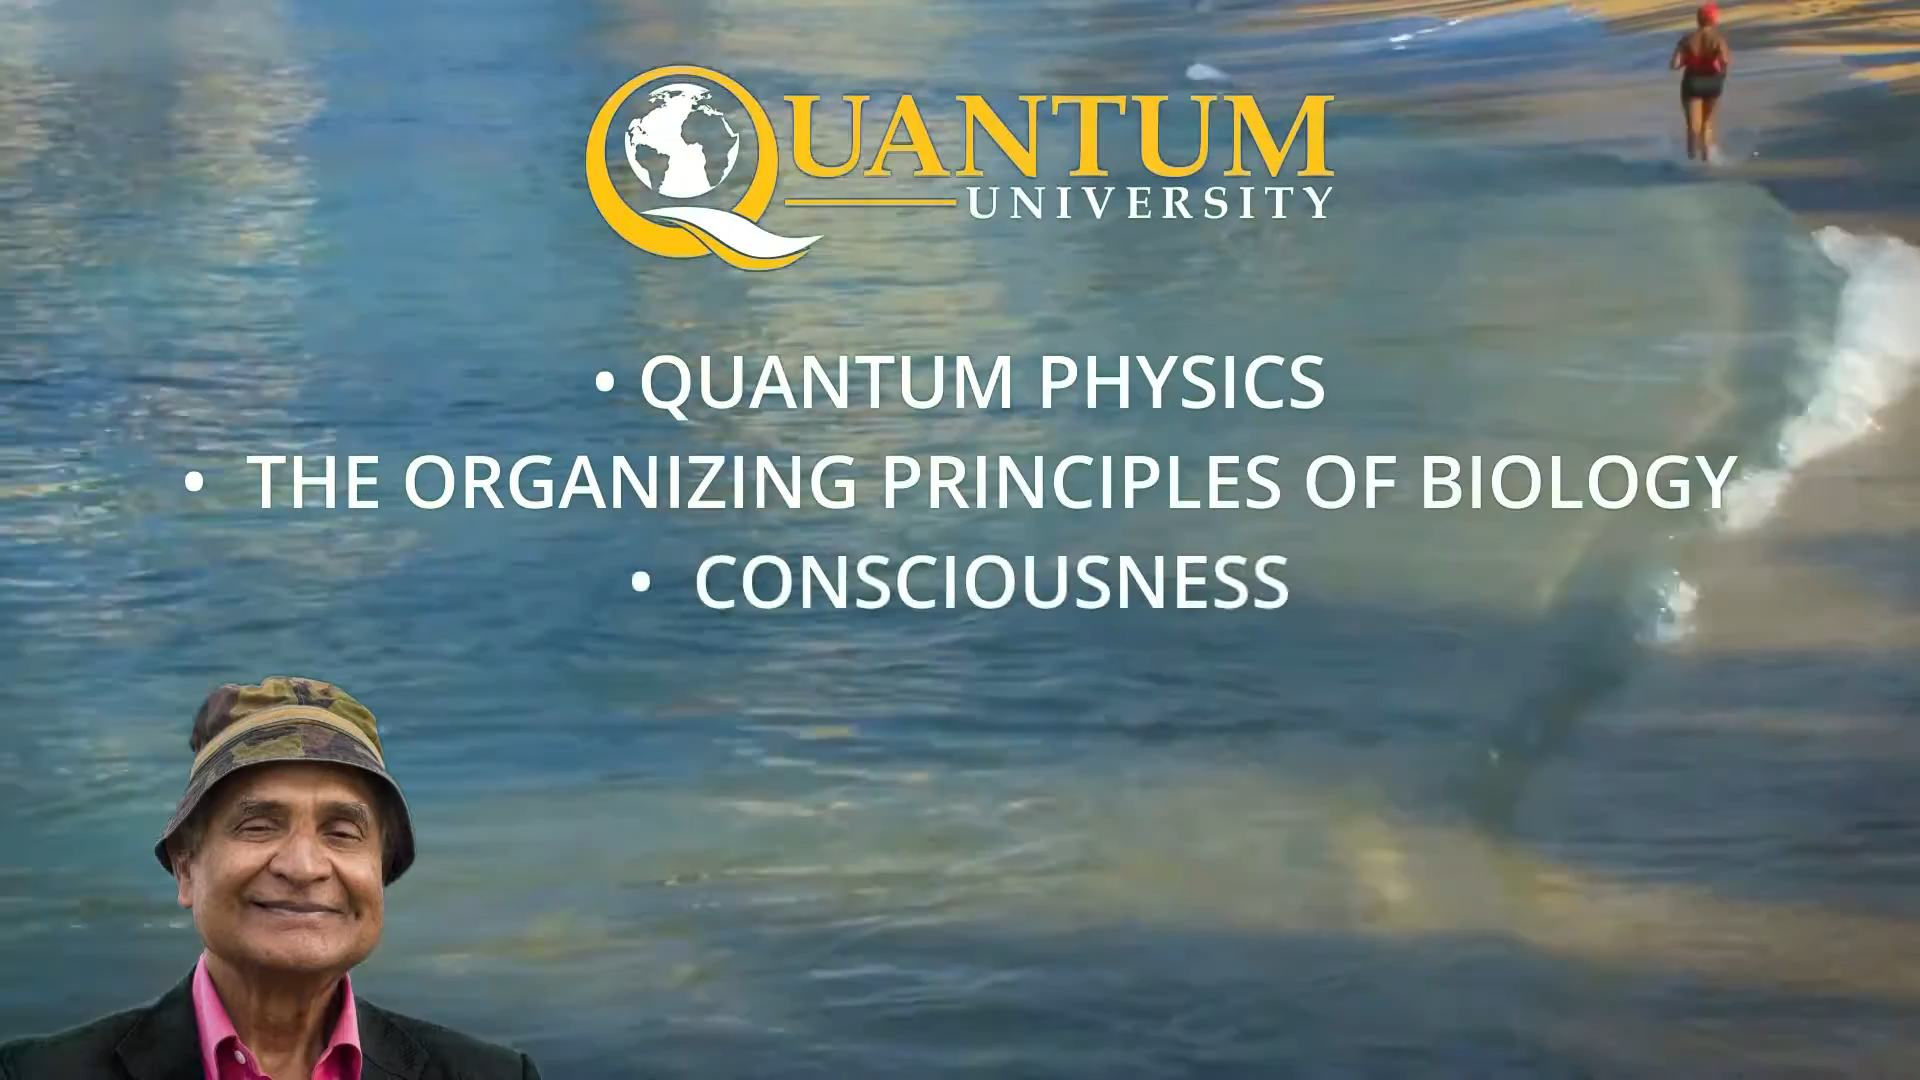 QUANTUM
UNIVERSITY
• QUANTUM PHYSICS
• THE ORGANIZING PRINCIPLES OF BIOLOGY
• CONSCIOUSNESS